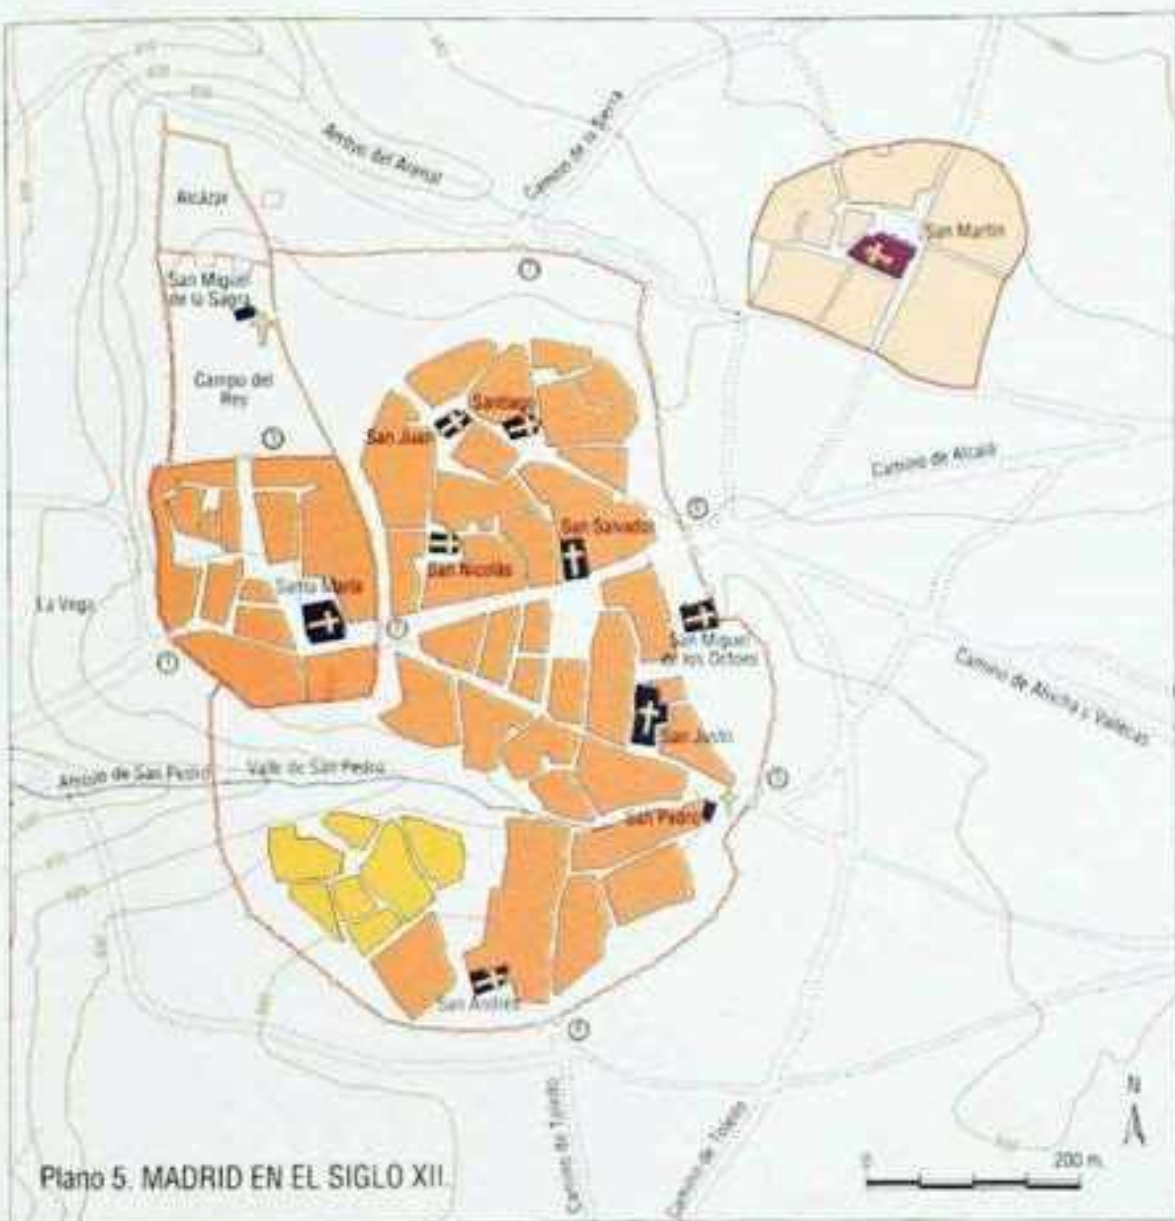 Arroyo del Arenal
Camino de la Sierra
Alcázar
San Martín
San Miguel
de la Sagra
Campo del
Rey
Santiago
San Juan
Camino de Alcalá
San Salvador
San Nicolás
Santa María
La Vega
San Miguel
de los Octoes
Camino de Atocha y Vallecas
San Justo
Arroyo de San Pedro
Valle de San Pedro
San Pedro
San Andrés
Camino de Toledo
Camino de Toledo
N
0
200 m.
Plano 5. MADRID EN EL SIGLO XII.